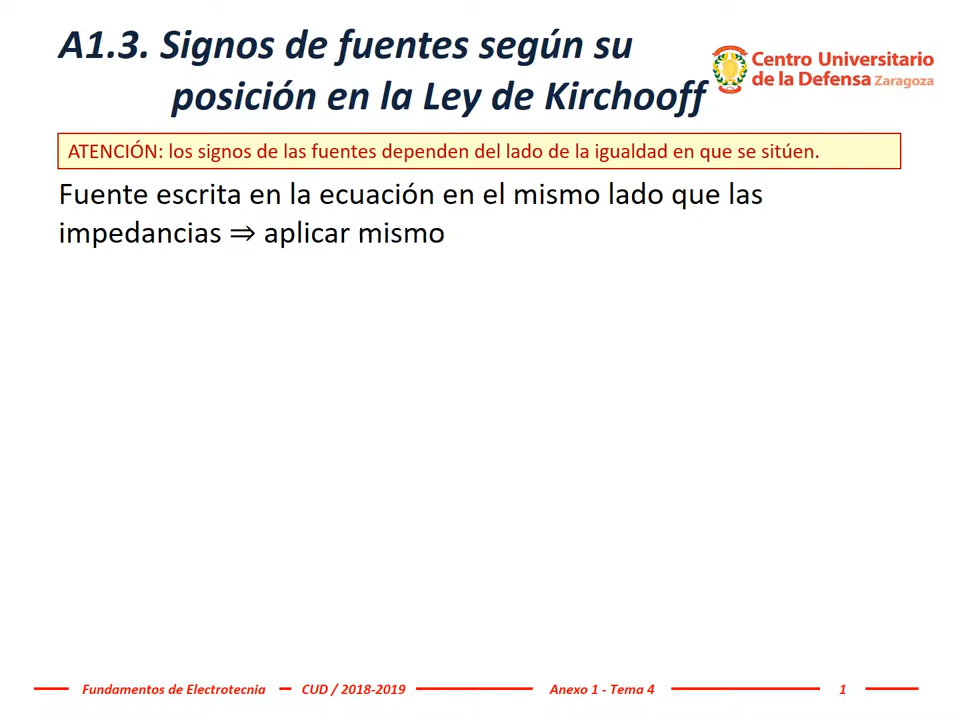 A1.3. Signos de fuentes según su
posición en la Ley de Kirchooff
Centro Universitario
de la Defensa Zaragoza
ATENCIÓN: los signos de las fuentes dependen del lado de la igualdad en que se sitúen.
Fuente escrita en la ecuación en el mismo lado que las
impedancias ⇒ aplicar mismo
Fundamentos de Electrotecnia CUD / 2018-2019 Anexo 1 - Tema 4 1